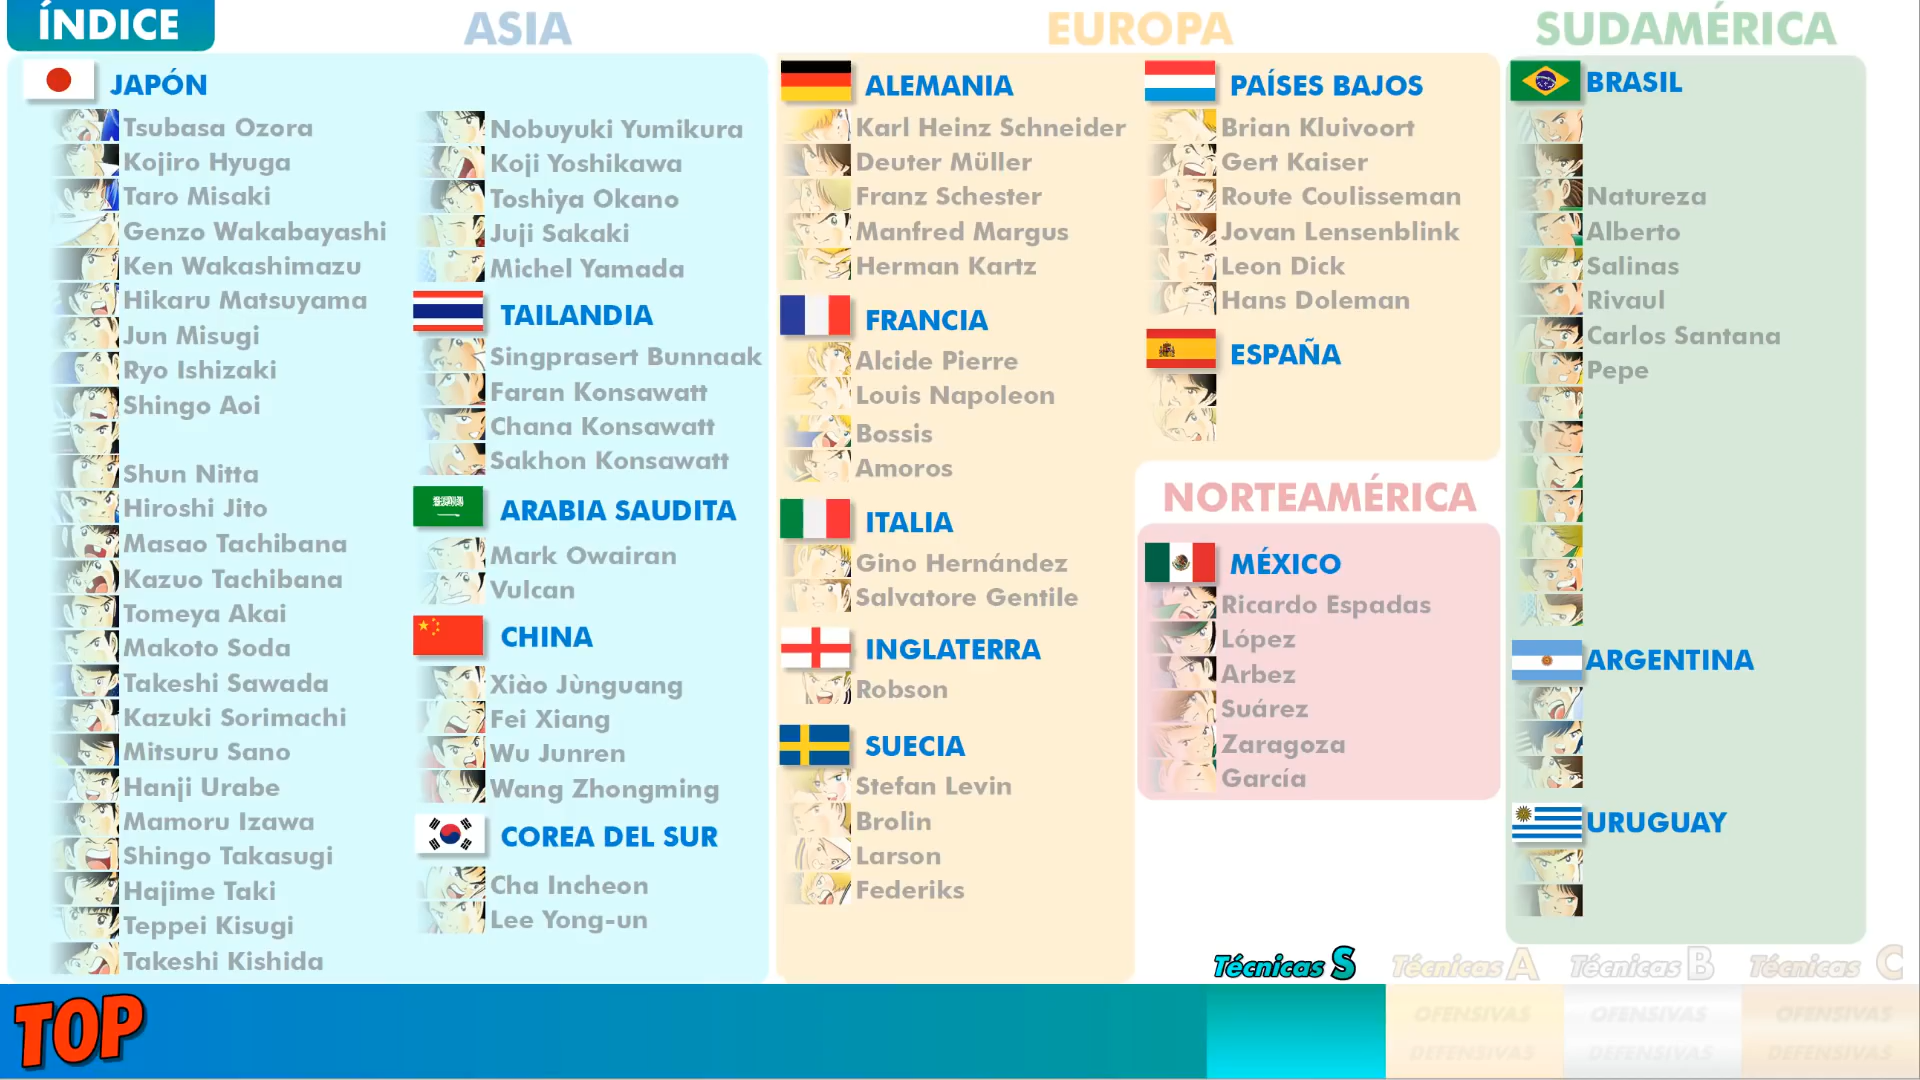 ÍNDICE
ASIA
JAPÓN
Tsubasa Ozora
Kojiro Hyuga
Taro Misaki
Genzo Wakabayashi
Ken Wakashimazu
Hikaru Matsuyama
Jun Misugi
Ryo Ishizaki
Shingo Aoi
Shun Nitta
Hiroshi Jito
Masao Tachibana
Kazuo Tachibana
Tomeya Akai
Makoto Soda
Takeshi Sawada
Kazuki Sorimachi
Mitsuru Sano
Hanji Urabe
Mamoru Izawa
Shingo Takasugi
Hajime Taki
Teppei Kisugi
Takeshi Kishida
Nobuyuki Yumikura
Koji Yoshikawa
Toshiya Okano
Juji Sakaki
Michel Yamada
TAILANDIA
Singprasert Bunnaak
Faran Konsawatt
Chana Konsawatt
Sakhon Konsawatt
ARABIA SAUDITA
Mark Owairan
Vulcan
CHINA
Xiào Jùnguang
Fei Xiang
Wu Junren
Wang Zhongming
COREA DEL SUR
Cha Incheon
Lee Yong-un
EUROPA
ALEMANIA
Karl Heinz Schneider
Deuter Müller
Franz Schester
Manfred Margus
Herman Kartz
FRANCIA
Alcide Pierre
Louis Napoleon
Bossis
Amoros
ITALIA
Gino Hernández
Salvatore Gentile
INGLATERRA
Robson
SUECIA
Stefan Levin
Brolin
Larson
Federiks
PAÍSES BAJOS
Brian Kluivoort
Gert Kaiser
Route Coulisseman
Jovan Lensenblink
Leon Dick
Hans Doleman
ESPAÑA
NORTEAMÉRICA
MÉXICO
Ricardo Espadas
López
Arbez
Suárez
Zaragoza
García
SUDAMÉRICA
BRASIL
Natureza
Alberto
Salinas
Rivaul
Carlos Santana
Pepe
ARGENTINA
URUGUAY
Técnicas S
Técnicas A
Técnicas B
Técnicas C
TOP
OFENSIVAS
OFENSIVAS
OFENSIVAS
DEFENSIVAS
DEFENSIVAS
DEFENSIVAS